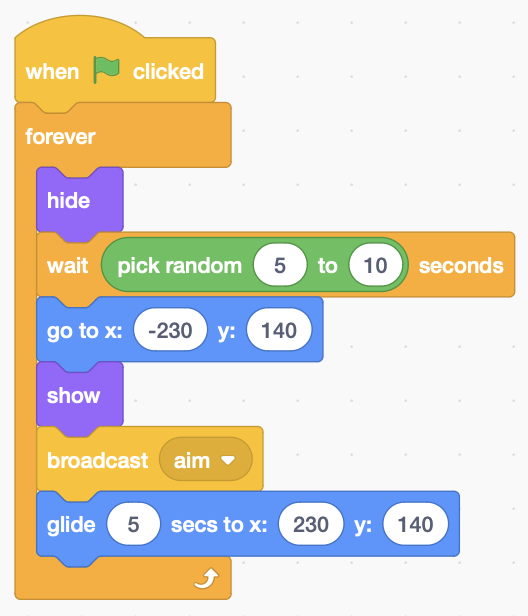 when clicked
forever
hide
wait pick random 5 to 10 seconds
go to x: -230 y: 140
show
broadcast aim
glide 5 secs to x: 230 y: 140